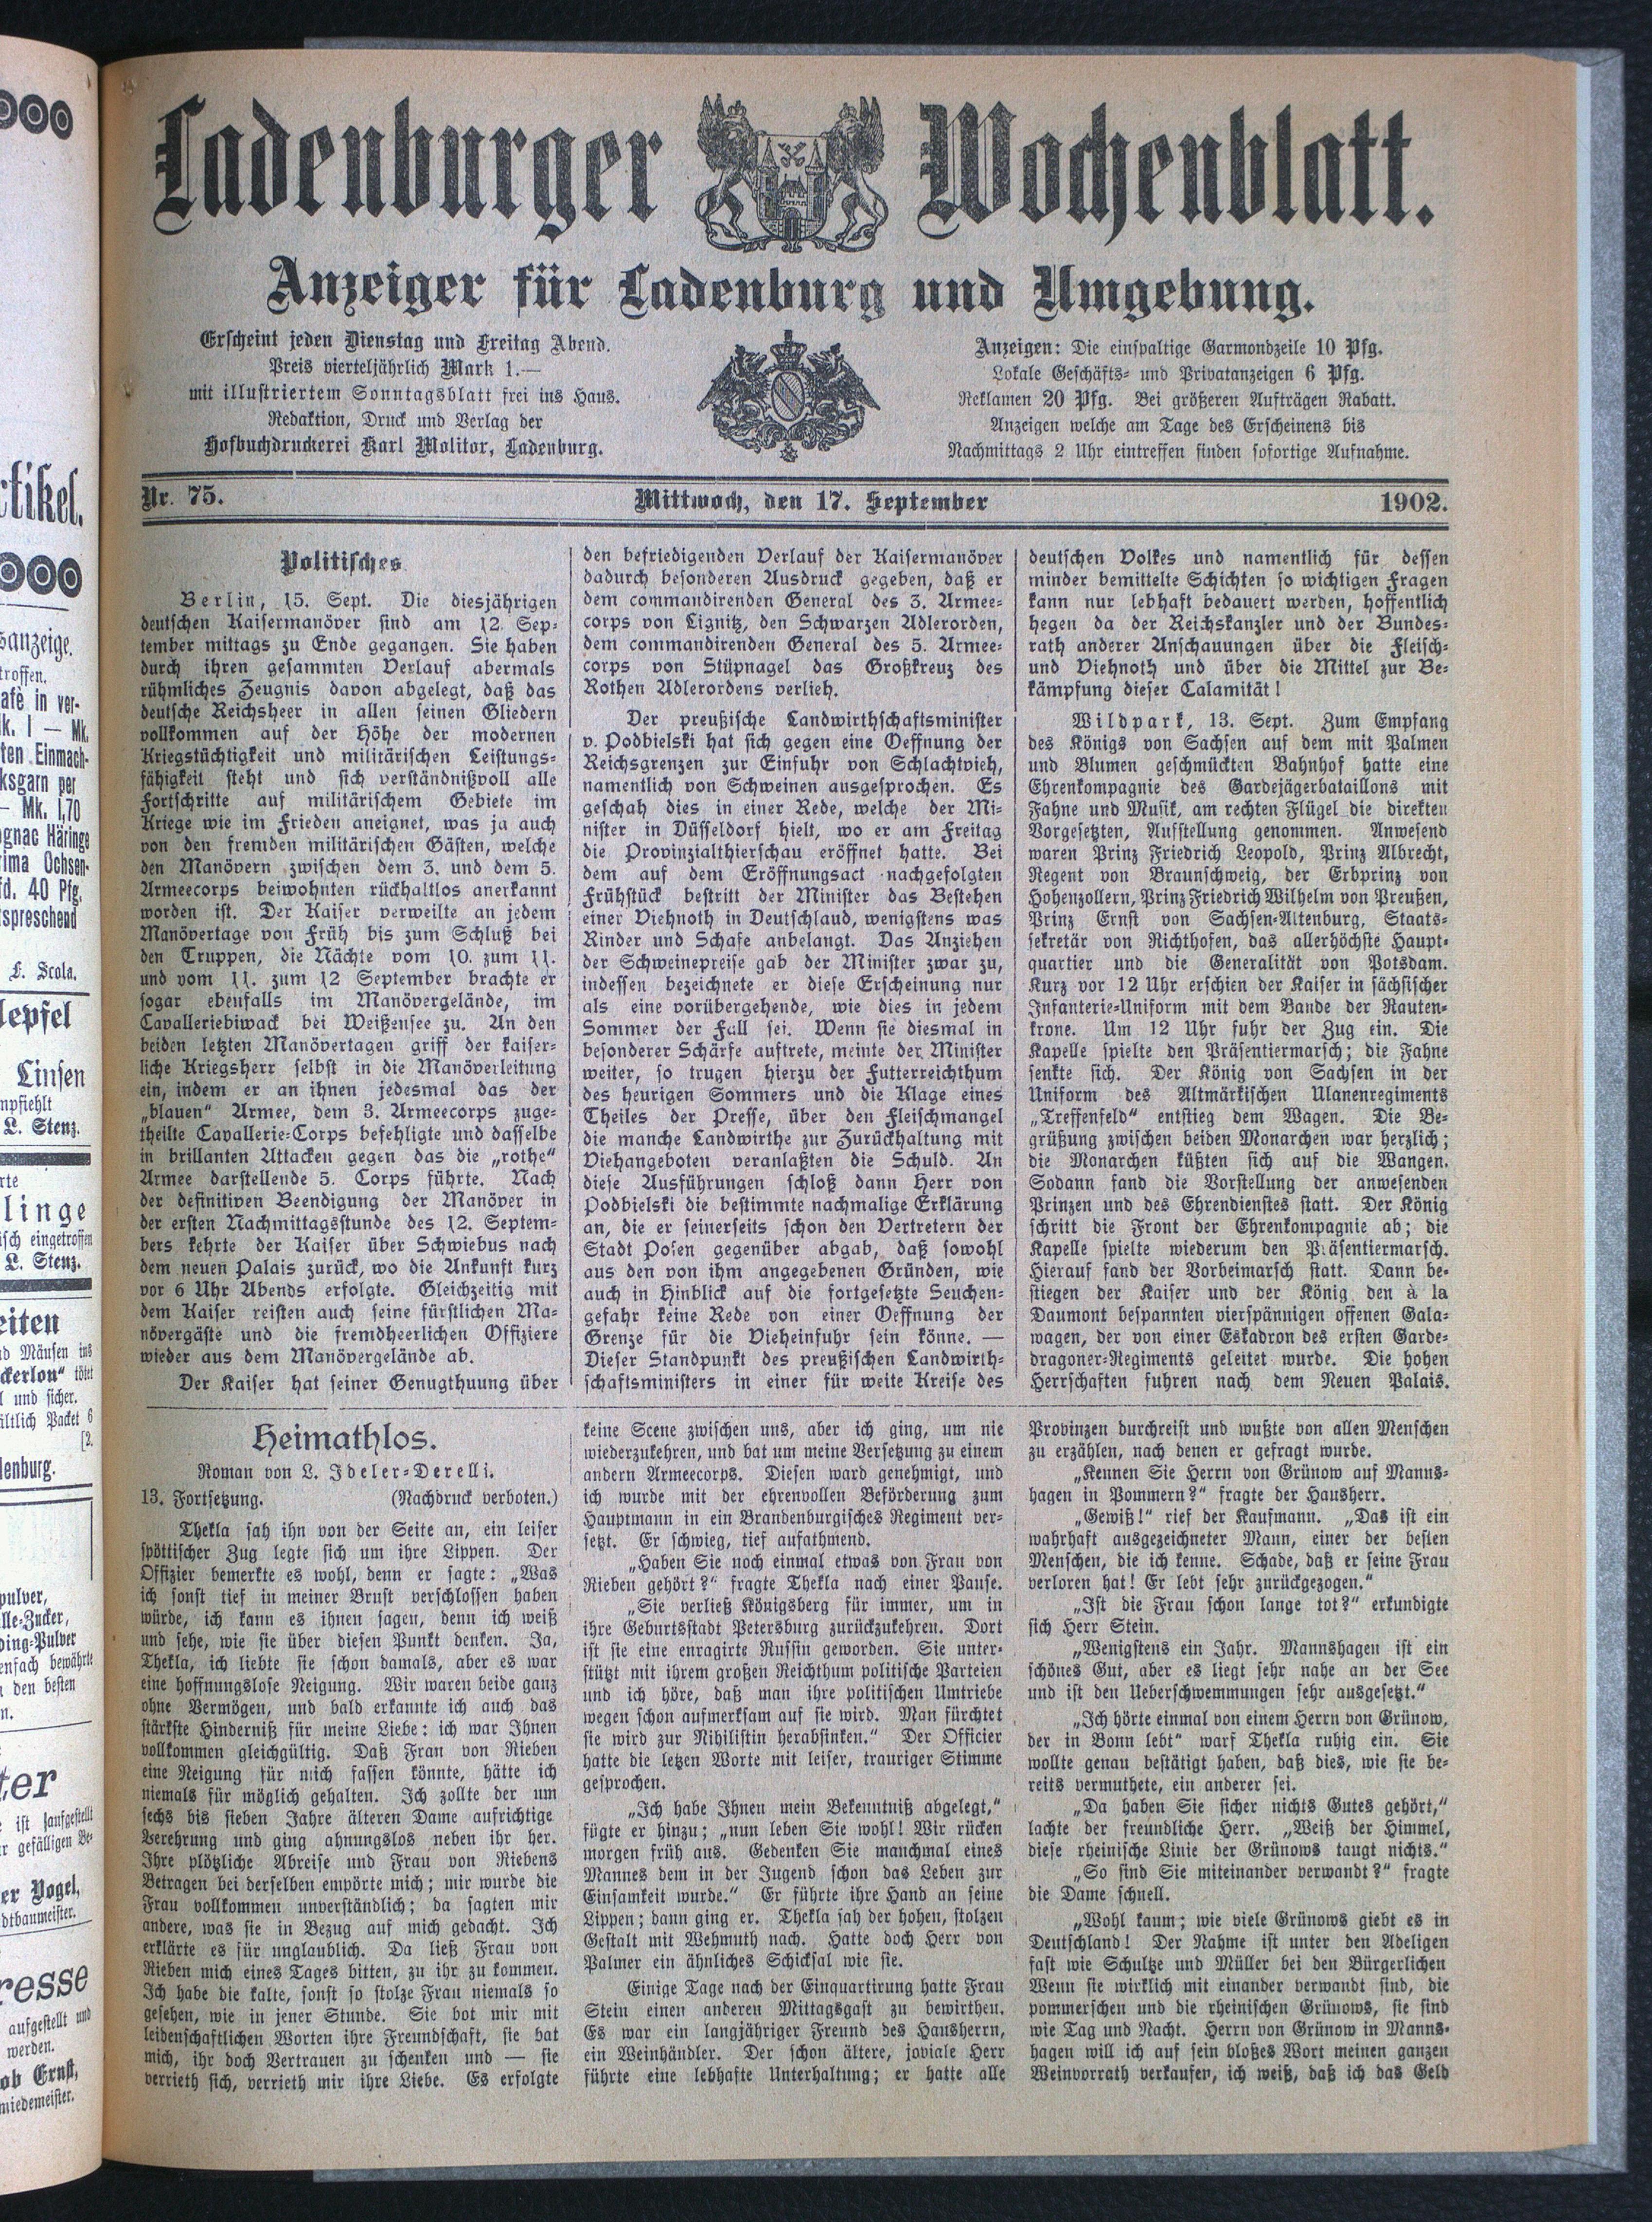 Ladenburger Wochenblatt.
Anzeiger für Ladenburg und Umgebung.
Erscheint jeden Dienstag und Freitag Abend.
Preis vierteljährlich Mark 1.—
mit illustriertem Sonntagsblatt frei ins Haus.
Redaktion, Druck und Verlag der
Hofbuchdruckerei Karl Molitor, Ladenburg.
Anzeigen: Die einspaltige Garmondzeile 10 Pfg.
Lokale Geschäfts- und Privatanzeigen 6 Pfg.
Reklamen 20 Pfg. Bei größeren Aufträgen Rabatt.
Anzeigen welche am Tage des Erscheinens bis
Nachmittags 2 Uhr eintreffen finden sofortige Aufnahme.
Nr. 75. Mittwoch, den 17. September 1902.
Politisches
Berlin, 15. Sept. Die diesjährigen
deutschen Kaisermanöver sind am 12. Sep-
tember mittags zu Ende gegangen. Sie haben
durch ihren gesammten Verlauf abermals
rühmliches Zeugnis davon abgelegt, daß das
deutsche Reichsheer in allen seinen Gliedern
vollkommen auf der Höhe der modernen
Kriegstüchtigkeit und militärischen Leistungs-
fähigkeit steht und sich verständnißvoll alle
Fortschritte auf militärischem Gebiete im
Kriege wie im Frieden aneignet, was ja auch
von den fremden militärischen Gästen, welche
den Manövern zwischen dem 3. und dem 5.
Armeecorps beiwohnten rückhaltlos anerkannt
worden ist. Der Kaiser verweilte an jedem
Manövertage von Früh bis zum Schluß bei
den Truppen, die Nächte vom 10. zum 11.
und vom 11. zum 12 September brachte er
sogar ebenfalls im Manövergelände, im
Cavalleriebiwack bei Weißensee zu. An den
beiden letzten Manövertagen griff der kaiser-
liche Kriegsherr selbst in die Manöverleitung
ein, indem er an ihnen jedesmal das der
„blauen“ Armee, dem 3. Armeecorps zuge-
theilte Cavallerie-Corps befehligte und dasselbe
in brillanten Attacken gegen das die „rothe“
Armee darstellende 5. Corps führte. Nach
der definitiven Beendigung der Manöver in
der ersten Nachmittagsstunde des 12. Septem-
bers kehrte der Kaiser über Schwiebus nach
dem neuen Palais zurück, wo die Ankunft kurz
vor 6 Uhr Abends erfolgte. Gleichzeitig mit
dem Kaiser reisten auch seine fürstlichen Ma-
növergäste und die fremdheerlichen Offiziere
wieder aus dem Manövergelände ab.
Der Kaiser hat seiner Genugthuung über
den befriedigenden Verlauf der Kaisermanöver
dadurch besonderen Ausdruck gegeben, daß er
dem commandirenden General des 3. Armee-
corps von Lignitz, den Schwarzen Adlerorden,
dem commandirenden General des 5. Armee-
corps von Stüpnagel das Großkreuz des
Rothen Adlerordens verlieh.
Der preußische Landwirthschaftsminister
v. Podbielski hat sich gegen eine Oeffnung der
Reichsgrenzen zur Einfuhr von Schlachtvieh,
namentlich von Schweinen ausgesprochen. Es
geschah dies in einer Rede, welche der Mi-
nister in Düsseldorf hielt, wo er am Freitag
die Provinzialthierschau eröffnet hatte. Bei
dem auf dem Eröffnungsact nachgefolgten
Frühstück bestritt der Minister das Bestehen
einer Viehnoth in Deutschland, wenigstens was
Rinder und Schafe anbelangt. Das Anziehen
der Schweinepreise gab der Minister zwar zu,
indessen bezeichnete er diese Erscheinung nur
als eine vorübergehende, wie dies in jedem
Sommer der Fall sei. Wenn sie diesmal in
besonderer Schärfe auftrete, meinte der Minister
weiter, so trugen hierzu der Futterreichthum
des heurigen Sommers und die Klage eines
Theiles der Presse, über den Fleischmangel
die manche Landwirthe zur Zurückhaltung mit
Viehangeboten veranlaßten die Schuld. An
diese Ausführungen schloß dann Herr von
Podbielski die bestimmte nachmalige Erklärung
an, die er seinerseits schon den Vertretern der
Stadt Posen gegenüber abgab, daß sowohl
aus den von ihm angegebenen Gründen, wie
auch in Hinblick auf die fortgesetzte Seuchen-
gefahr keine Rede von einer Oeffnung der
Grenze für die Vieheinfuhr sein könne. —
Dieser Standpunkt des preußischen Landwirth-
schaftsministers in einer für weite Kreise des
deutschen Volkes und namentlich für dessen
minder bemittelte Schichten so wichtigen Fragen
kann nur lebhaft bedauert werden, hoffentlich
hegen da der Reichskanzler und der Bundes-
rath anderer Anschauungen über die Fleisch-
und Viehnoth und über die Mittel zur Be-
kämpfung dieser Calamität!
Wildpark, 13. Sept. Zum Empfang
des Königs von Sachsen auf dem mit Palmen
und Blumen geschmückten Bahnhof hatte eine
Ehrenkompagnie des Gardejägerbataillons mit
Fahne und Musik, am rechten Flügel die direkten
Vorgesetzten, Aufstellung genommen. Anwesend
waren Prinz Friedrich Leopold, Prinz Albrecht,
Regent von Braunschweig, der Erbprinz von
Hohenzollern, Prinz Friedrich Wilhelm von Preußen,
Prinz Ernst von Sachsen-Altenburg, Staats-
sekretär von Richthofen, das allerhöchste Haupt-
quartier und die Generalität von Potsdam.
Kurz vor 12 Uhr erschien der Kaiser in sächsischer
Infanterie-Uniform mit dem Bande der Rauten-
krone. Um 12 Uhr fuhr der Zug ein. Die
Kapelle spielte den Präsentiermarsch; die Fahne
senkte sich. Der König von Sachsen in der
Uniform des Altmärkischen Ulanenregiments
„Treffenfeld“ entstieg dem Wagen. Die Be-
grüßung zwischen beiden Monarchen war herzlich;
die Monarchen küßten sich auf die Wangen.
Sodann fand die Vorstellung der anwesenden
Prinzen und des Ehrendienstes statt. Der König
schritt die Front der Ehrenkompagnie ab; die
Kapelle spielte wiederum den Präsentiermarsch.
Hierauf fand der Vorbeimarsch statt. Dann be-
stiegen der Kaiser und der König den à la
Daumont bespannten vierspännigen offenen Gala-
wagen, der von einer Eskadron des ersten Garde-
dragoner-Regiments geleitet wurde. Die hohen
Herrschaften fuhren nach dem Neuen Palais.
Heimathlos.
Roman von L. Ideler-Derelli.
13. Fortsetzung. (Nachdruck verboten.)
Thekla sah ihn von der Seite an, ein leiser
spöttischer Zug legte sich um ihre Lippen. Der
Offizier bemerkte es wohl, denn er sagte: „Was
ich sonst tief in meiner Brust verschlossen haben
würde, ich kann es ihnen sagen, denn ich weiß
und sehe, wie sie über diesen Punkt denken. Ja,
Thekla, ich liebte sie schon damals, aber es war
eine hoffnungslose Neigung. Wir waren beide ganz
ohne Vermögen, und bald erkannte ich auch das
stärkste Hinderniß für meine Liebe: ich war Ihnen
vollkommen gleichgültig. Daß Frau von Rieben
eine Neigung für mich fassen könnte, hätte ich
niemals für möglich gehalten. Ich zollte der um
sechs bis sieben Jahre älteren Dame aufrichtige
Verehrung und ging ahnungslos neben ihr her.
Ihre plötzliche Abreise und Frau von Riebens
Betragen bei derselben empörte mich; mir wurde die
Frau vollkommen unverständlich; da sagten mir
andere, was sie in Bezug auf mich gedacht. Ich
erklärte es für unglaublich. Da ließ Frau von
Rieben mich eines Tages bitten, zu ihr zu kommen.
Ich habe die kalte, sonst so stolze Frau niemals so
gesehen, wie in jener Stunde. Sie bot mir mit
leidenschaftlichen Worten ihre Freundschaft, sie bat
mich, ihr doch Vertrauen zu schenken und — sie
verrieth sich, verrieth mir ihre Liebe. Es erfolgte
keine Scene zwischen uns, aber ich ging, um nie
wiederzukehren, und bat um meine Versetzung zu einem
andern Armeecorps. Diesen ward genehmigt, und
ich wurde mit der ehrenvollen Beförderung zum
Hauptmann in ein Brandenburgisches Regiment ver-
setzt. Er schwieg, tief aufathmend.
„Haben Sie noch einmal etwas von Frau von
Rieben gehört?“ fragte Thekla nach einer Pause.
„Sie verließ Königsberg für immer, um in
ihre Geburtsstadt Petersburg zurückzukehren. Dort
ist sie eine enragirte Russin geworden. Sie unter-
stützt mit ihrem großen Reichthum politische Parteien
und ich höre, daß man ihre politischen Umtriebe
wegen schon aufmerksam auf sie wird. Man fürchtet
sie wird zur Nihilistin herabsinken.“ Der Officier
hatte die letzen Worte mit leiser, trauriger Stimme
gesprochen.
„Ich habe Ihnen mein Bekenntniß abgelegt,“
fügte er hinzu; „nun leben Sie wohl! Wir rücken
morgen früh aus. Gedenken Sie manchmal eines
Mannes dem in der Jugend schon das Leben zur
Einsamkeit wurde.“ Er führte ihre Hand an seine
Lippen; dann ging er. Thekla sah der hohen, stolzen
Gestalt mit Wehmuth nach. Hatte doch Herr von
Palmer ein ähnliches Schicksal wie sie.
Einige Tage nach der Einquartirung hatte Frau
Stein einen anderen Mittagsgast zu bewirthen.
Es war ein langjähriger Freund des Hausherrn,
ein Weinhändler. Der schon ältere, joviale Herr
führte eine lebhafte Unterhaltung; er hatte alle
Provinzen durchreist und wußte von allen Menschen
zu erzählen, nach denen er gefragt wurde.
„Kennen Sie Herrn von Grünow auf Manns-
hagen in Pommern?“ fragte der Hausherr.
„Gewiß!“ rief der Kaufmann. „Das ist ein
wahrhaft ausgezeichneter Mann, einer der besten
Menschen, die ich kenne. Schade, daß er seine Frau
verloren hat! Er lebt sehr zurückgezogen.“
„Ist die Frau schon lange tot?“ erkundigte
sich Herr Stein.
„Wenigstens ein Jahr. Mannshagen ist ein
schönes Gut, aber es liegt sehr nahe an der See
und ist den Ueberschwemmungen sehr ausgesetzt.“
„Ich hörte einmal von einem Herrn von Grünow,
der in Bonn lebt“ warf Thekla ruhig ein. Sie
wollte genau bestätigt haben, daß dies, wie sie be-
reits vermuthete, ein anderer sei.
„Da haben Sie sicher nichts Gutes gehört,“
lachte der freundliche Herr. „Weiß der Himmel,
diese rheinische Linie der Grünows taugt nichts.“
„So sind Sie miteinander verwandt?“ fragte
die Dame schnell.
„Wohl kaum; wie viele Grünows giebt es in
Deutschland! Der Nahme ist unter den Adeligen
fast wie Schultze und Müller bei den Bürgerlichen
Wenn sie wirklich mit einander verwandt sind, die
pommerschen und die rheinischen Grünows, sie sind
wie Tag und Nacht. Herrn von Grünow in Manns-
hagen will ich auf sein bloßes Wort meinen ganzen
Weinvorrath verkaufen, ich weiß, daß ich das Geld